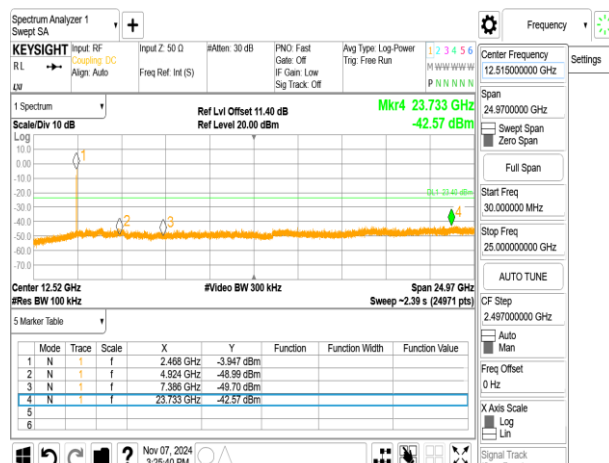 Spectrum Analyzer 1
Swept SA
Frequency
KEYSIGHT
RL
Input: RF
Coupling: DC
Align: Auto
Input Z: 50 Ω
Freq Ref: Int (S)
#Atten: 30 dB
PNO: Fast
Gate: Off
IF Gain: Low
Sig Track: Off
Avg Type: Log-Power
Trig: Free Run
1 2 3 4 5 6
M W W W W W
P N N N N N
1 Spectrum
Scale/Div 10 dB
Ref Lvl Offset 11.40 dB
Ref Level 20.00 dBm
Mkr4 23.733 GHz
-42.57 dBm
Log
10.0
0.00
-10.0
-20.0
-30.0
-40.0
-50.0
-60.0
-70.0
1
2
3
4
Center 12.52 GHz
#Res BW 100 kHz
#Video BW 300 kHz
Span 24.97 GHz
Sweep ~2.39 s (24971 pts)
5 Marker Table
Mode Trace Scale X Y Function Function Width Function Value
1 N 1 f 2.468 GHz -3.947 dBm
2 N 1 f 4.924 GHz -48.99 dBm
3 N 1 f 7.386 GHz -49.70 dBm
4 N 1 f 23.733 GHz -42.57 dBm
5
6
Nov 07, 2024
3:25:40 PM
Center Frequency
12.515000000 GHz
Settings
Span
24.9700000 GHz
Swept Span
Zero Span
Full Span
Start Freq
30.000000 MHz
Stop Freq
25.000000000 GHz
AUTO TUNE
CF Step
2.497000000 GHz
Auto
Man
Freq Offset
0 Hz
X Axis Scale
Log
Lin
Signal Track